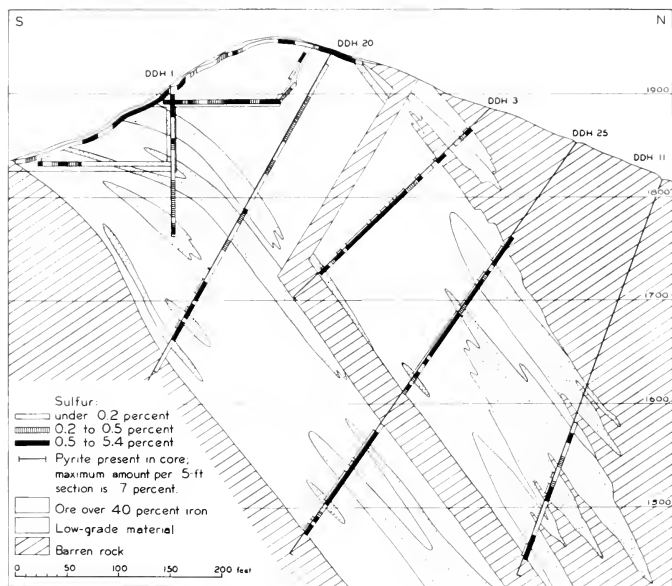 S
N
DDH 20
DDH 1
1900
DDH 3
DDH 25
DDH 11
1800
1700
1600
1500
Sulfur:
under 0.2 percent
0.2 to 0.5 percent
0.5 to 5.4 percent
Pyrite present in core;
maximum amount per 5-ft
section is 7 percent.
Ore over 40 percent iron
Low-grade material
Barren rock
0 50 100 150 200 feet